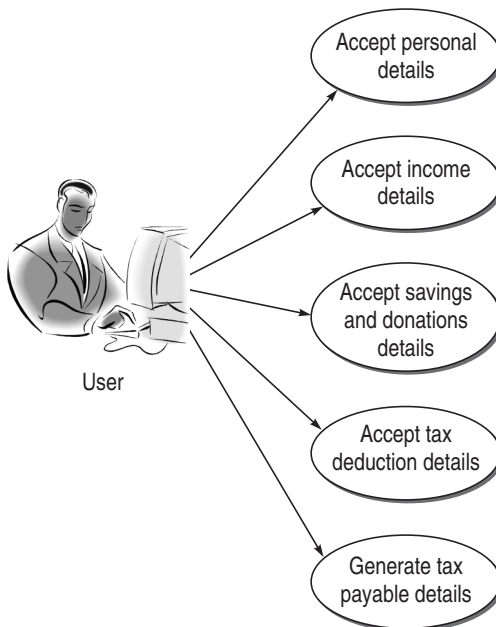 Accept personal
details
Accept income
details
Accept savings
and donations
details
User
Accept tax
deduction details
Generate tax
payable details